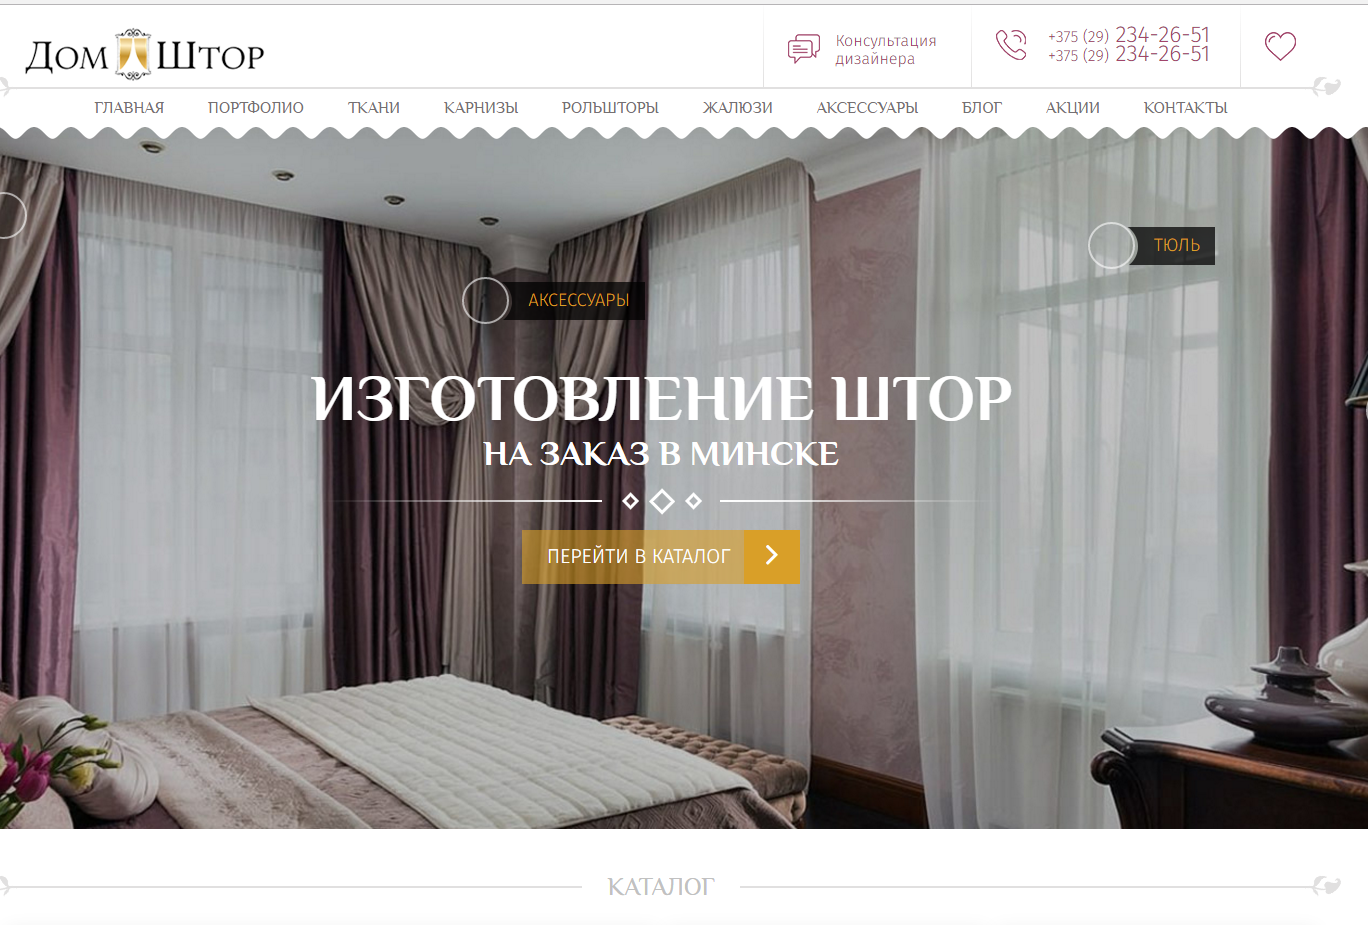 Дом Штор
Консультация
дизайнера
+375 (29) 234-26-51
+375 (29) 234-26-51
ГЛАВНАЯ ПОРТФОЛИО ТКАНИ КАРНИЗЫ РОЛЬШТОРЫ ЖАЛЮЗИ АКСЕССУАРЫ БЛОГ АКЦИИ КОНТАКТЫ
ТЮЛЬ
АКСЕССУАРЫ
ИЗГОТОВЛЕНИЕ ШТОР
НА ЗАКАЗ В МИНСКЕ
ПЕРЕЙТИ В КАТАЛОГ
КАТАЛОГ